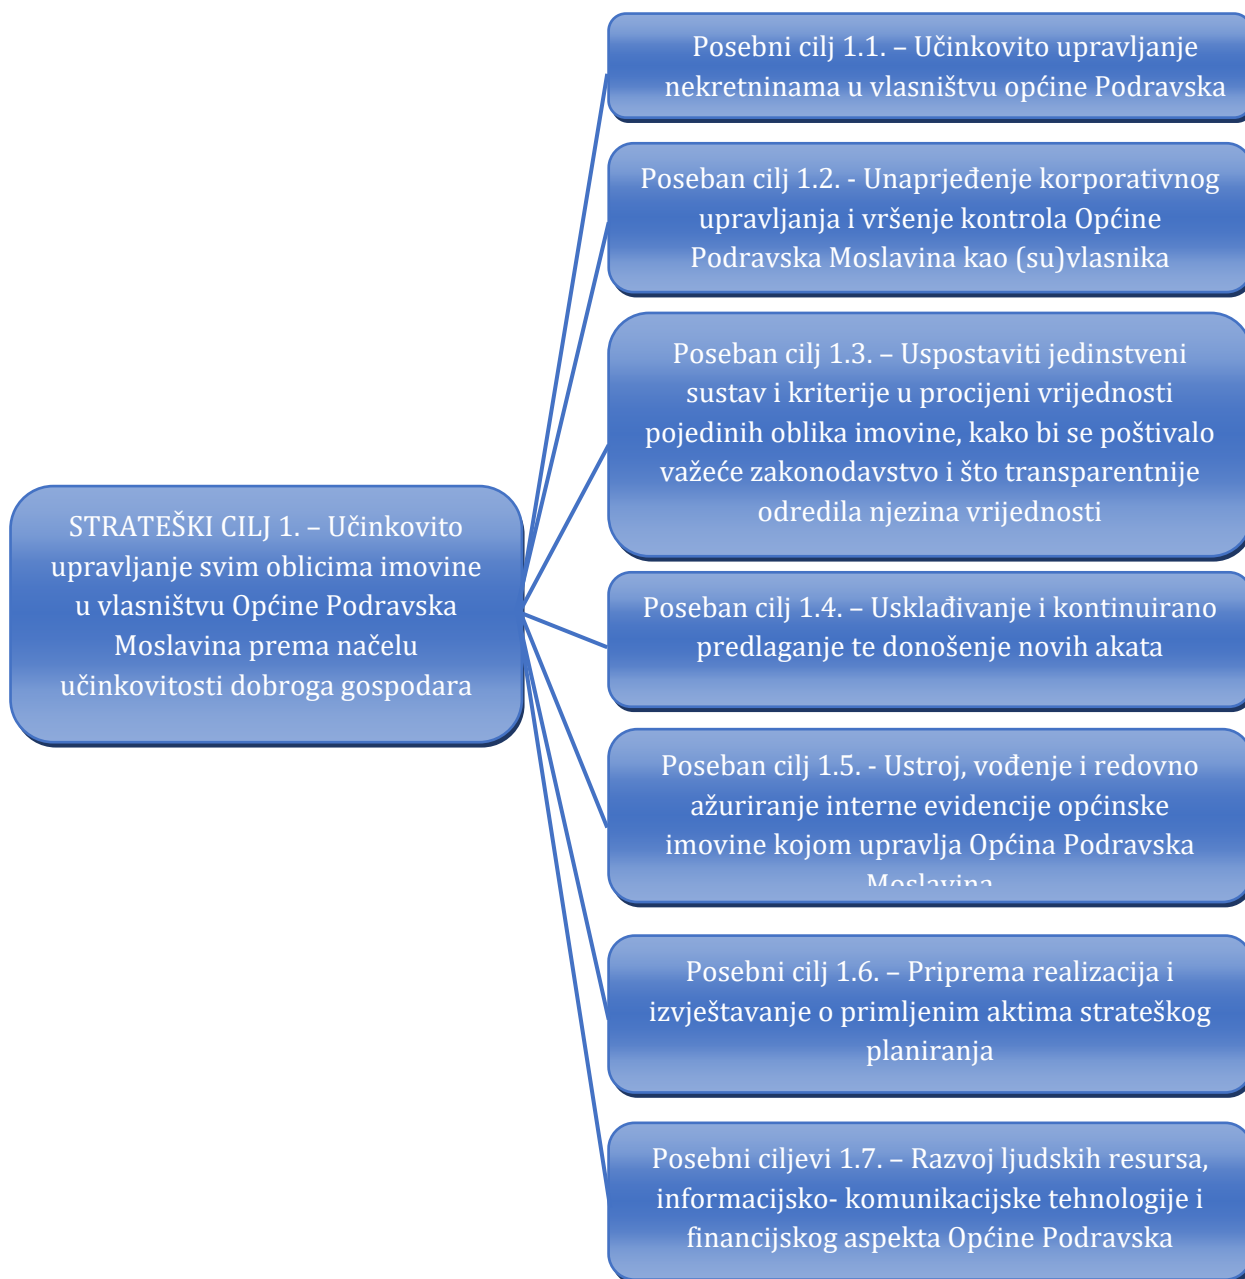 Posebni cilj 1.1. – Učinkovito upravljanje
nekretninama u vlasništvu općine Podravska
Poseban cilj 1.2. - Unaprjeđenje korporativnog
upravljanja i vršenje kontrola Općine
Podravska Moslavina kao (su)vlasnika
Poseban cilj 1.3. – Uspostaviti jedinstveni
sustav i kriterije u procijeni vrijednosti
pojedinih oblika imovine, kako bi se poštivalo
važeće zakonodavstvo i što transparentnije
odredila njezina vrijednosti
STRATEŠKI CILJ 1. – Učinkovito
upravljanje svim oblicima imovine
u vlasništvu Općine Podravska
Moslavina prema načelu
učinkovitosti dobroga gospodara
Poseban cilj 1.4. – Usklađivanje i kontinuirano
predlaganje te donošenje novih akata
Poseban cilj 1.5. - Ustroj, vođenje i redovno
ažuriranje interne evidencije općinske
imovine kojom upravlja Općina Podravska
Moslavina
Posebni cilj 1.6. – Priprema realizacija i
izvještavanje o primljenim aktima strateškog
planiranja
Posebni ciljevi 1.7. – Razvoj ljudskih resursa,
informacijsko- komunikacijske tehnologije i
financijskog aspekta Općine Podravska